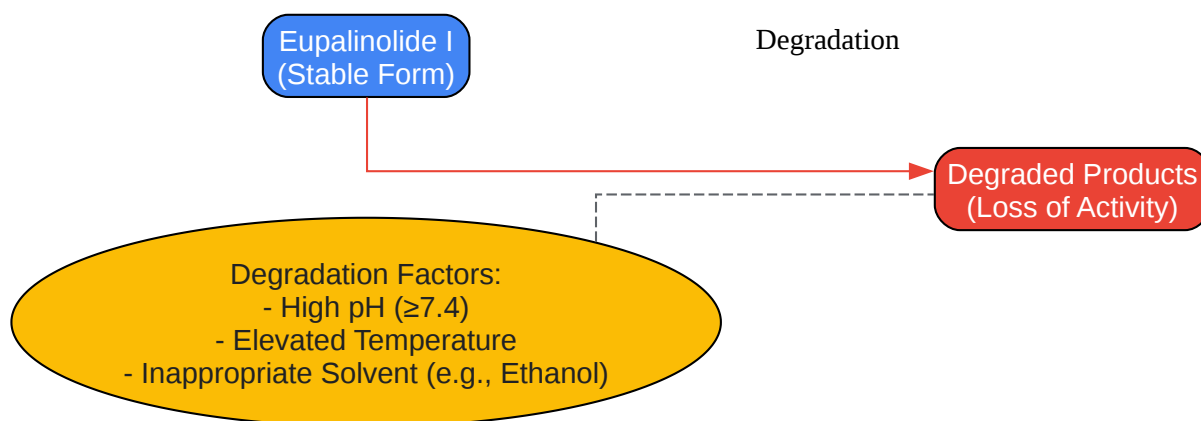 Eupalinolide I
(Stable Form)
Degradation
Degraded Products
(Loss of Activity)
Degradation Factors:
- High pH (≥7.4)
- Elevated Temperature
- Inappropriate Solvent (e.g., Ethanol)